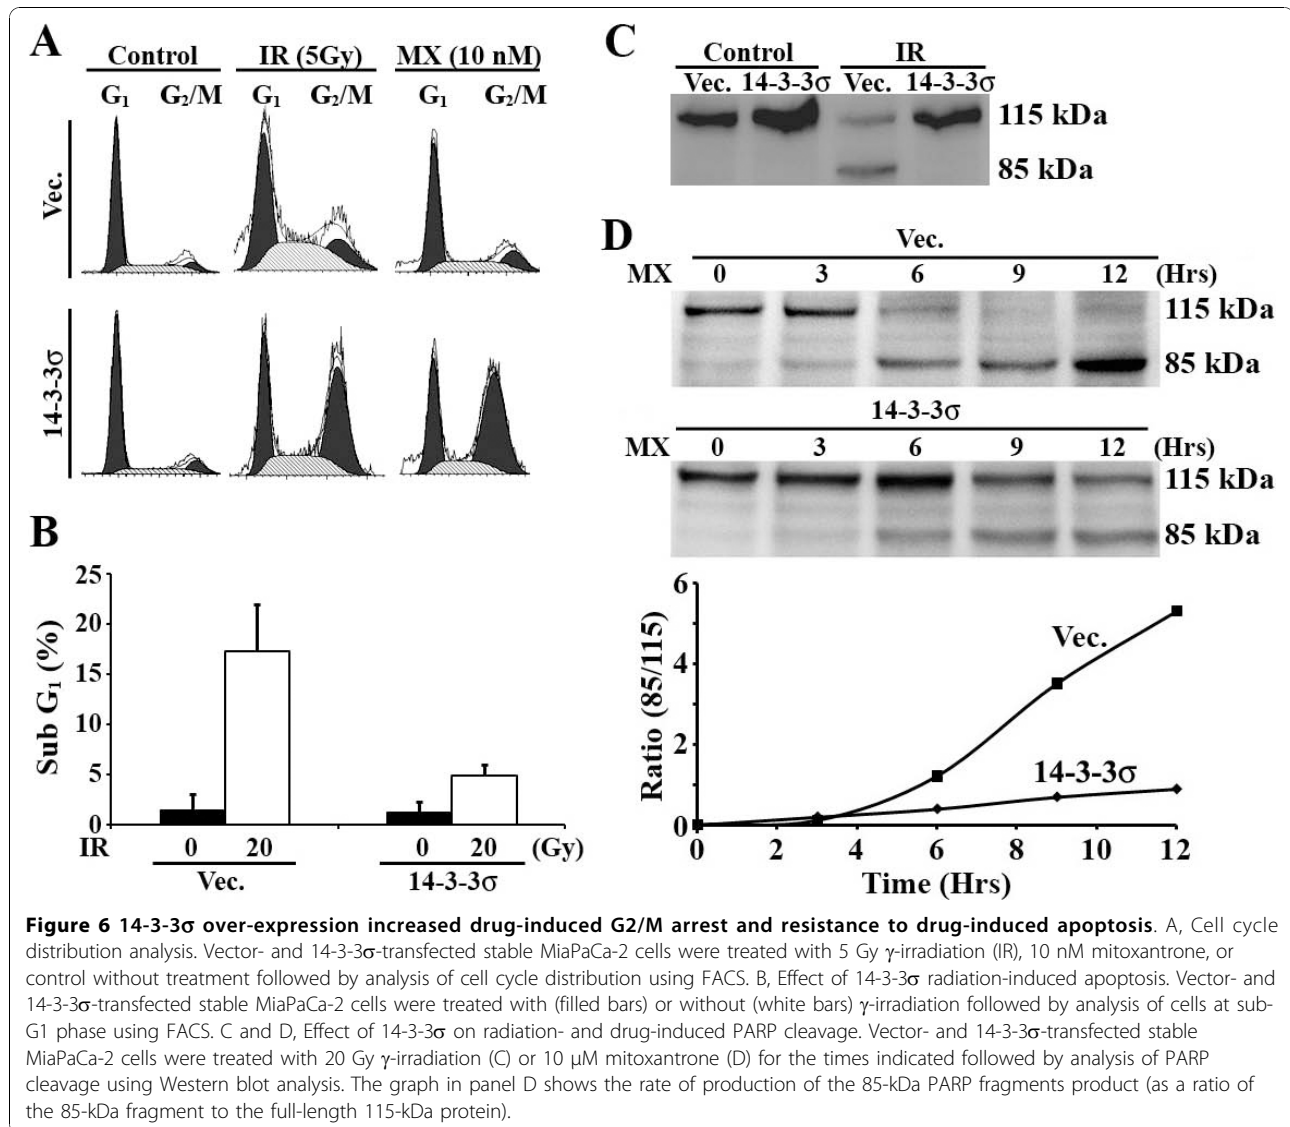 A
Control IR (5Gy) MX (10 nM)
G1 G2/M G1 G2/M G1 G2/M
Vec.
14-3-3σ
B
25
20
15
10
5
0
Sub G1 (%)
IR 0 20 0 20 (Gy)
Vec. 14-3-3σ
C
Control IR
Vec. 14-3-3σ Vec. 14-3-3σ
115 kDa
85 kDa
D
Vec.
MX 0 3 6 9 12 (Hrs)
115 kDa
85 kDa
14-3-3σ
MX 0 3 6 9 12 (Hrs)
115 kDa
85 kDa
6
4
2
0
Ratio (85/115)
Vec.
14-3-3σ
0 2 4 6 8 10 12
Time (Hrs)
Figure 6 14-3-3σ over-expression increased drug-induced G2/M arrest and resistance to drug-induced apoptosis. A, Cell cycle
distribution analysis. Vector- and 14-3-3σ-transfected stable MiaPaCa-2 cells were treated with 5 Gy γ-irradiation (IR), 10 nM mitoxantrone, or
control without treatment followed by analysis of cell cycle distribution using FACS. B, Effect of 14-3-3σ radiation-induced apoptosis. Vector- and
14-3-3σ-transfected stable MiaPaCa-2 cells were treated with (filled bars) or without (white bars) γ-irradiation followed by analysis of cells at sub-
G1 phase using FACS. C and D, Effect of 14-3-3σ on radiation- and drug-induced PARP cleavage. Vector- and 14-3-3σ-transfected stable
MiaPaCa-2 cells were treated with 20 Gy γ-irradiation (C) or 10 μM mitoxantrone (D) for the times indicated followed by analysis of PARP
cleavage using Western blot analysis. The graph in panel D shows the rate of production of the 85-kDa PARP fragments product (as a ratio of
the 85-kDa fragment to the full-length 115-kDa protein).